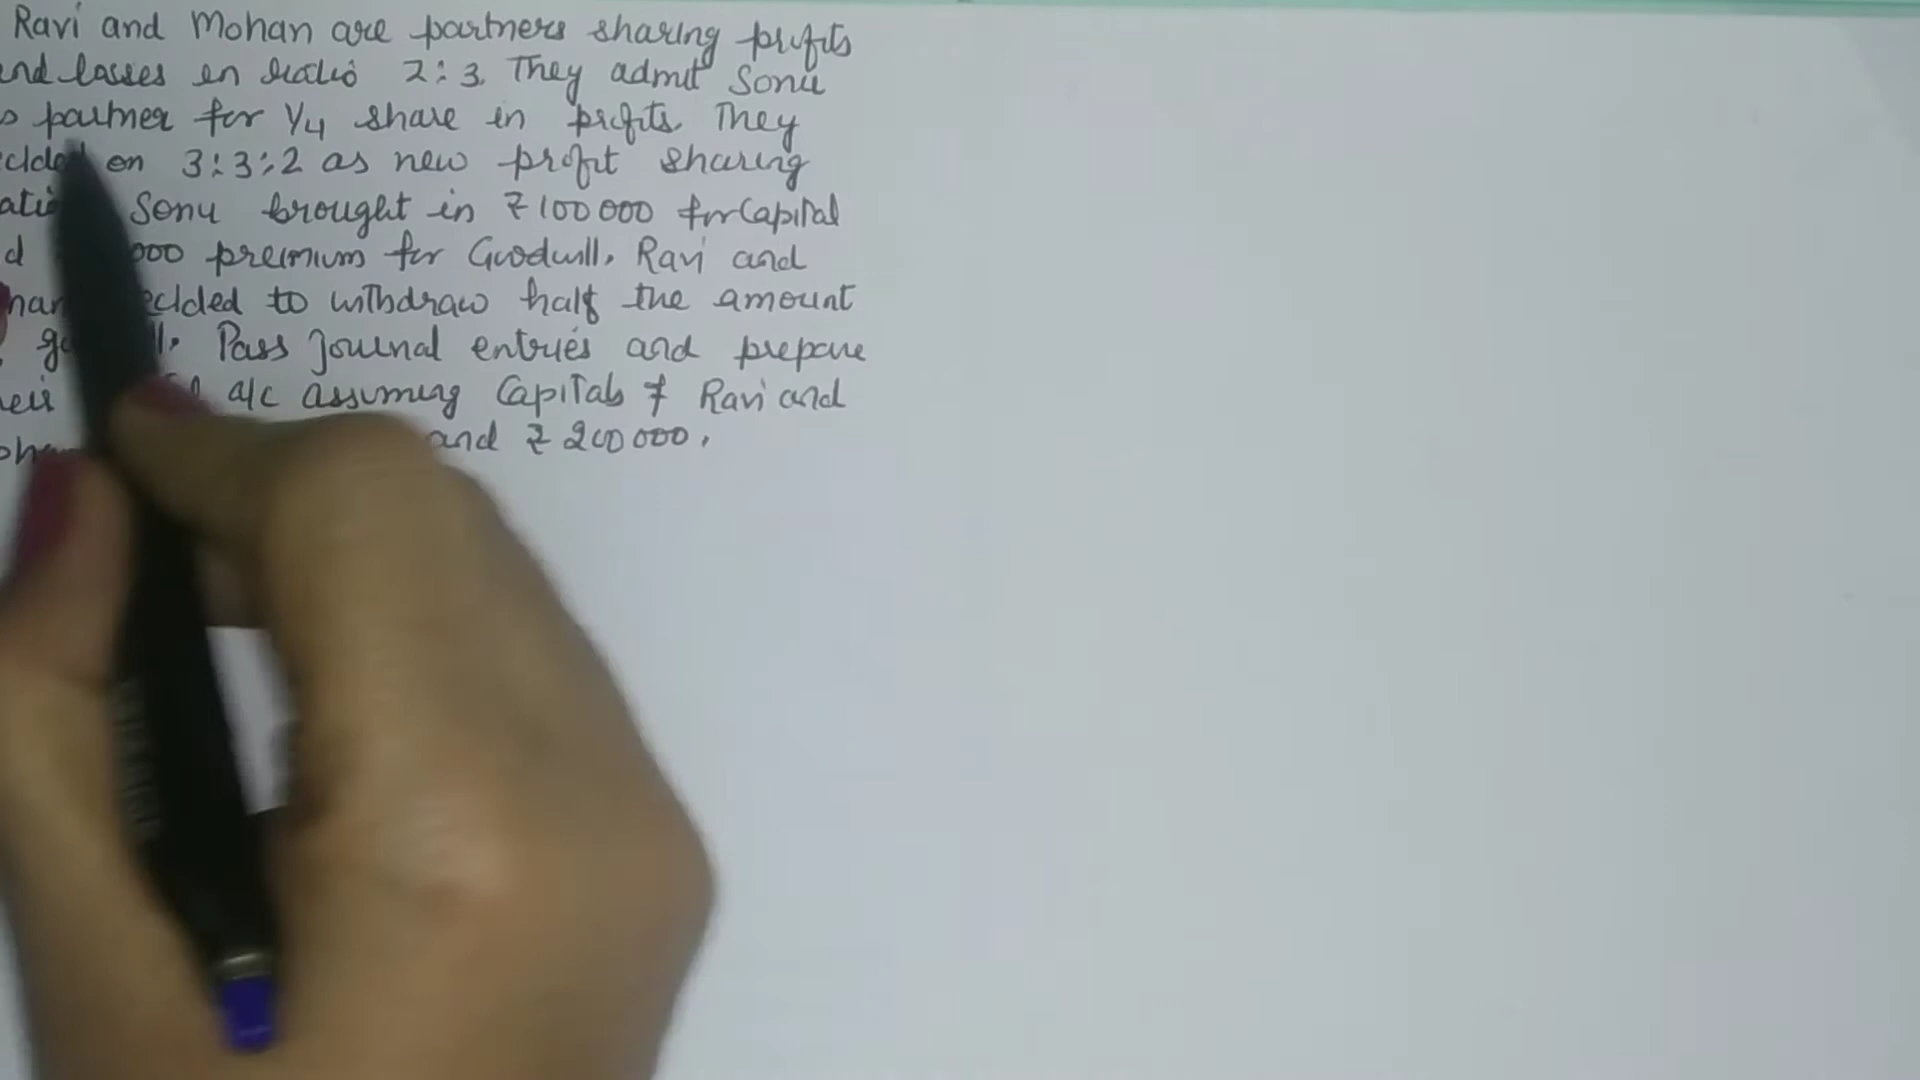 Ravi and Mohan are partners sharing profits
and losses in ratio 2:3. They admit Sonu
partner for 1/4 share in profits. They
on 3:3:2 as new profit sharing
Sonu brought in ₹100000 for Capital
000 premium for Goodwill. Ravi and
decided to withdraw half the amount
Pass Journal entries and prepare
a/c assuming Capitals of Ravi and
and ₹200000.